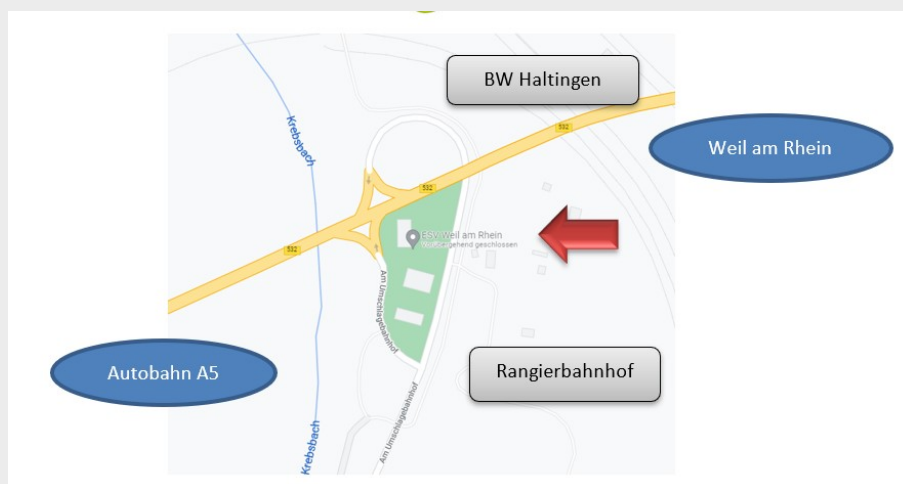 BW Haltingen
532
Weil am Rhein
Krebsbach
532
ESV Weil am Rhein
Vorübergehend geschlossen
532
Am Umschlagebahnhof
Autobahn A5
Rangierbahnhof
Am Umschlagebahnhof
Krebsbach